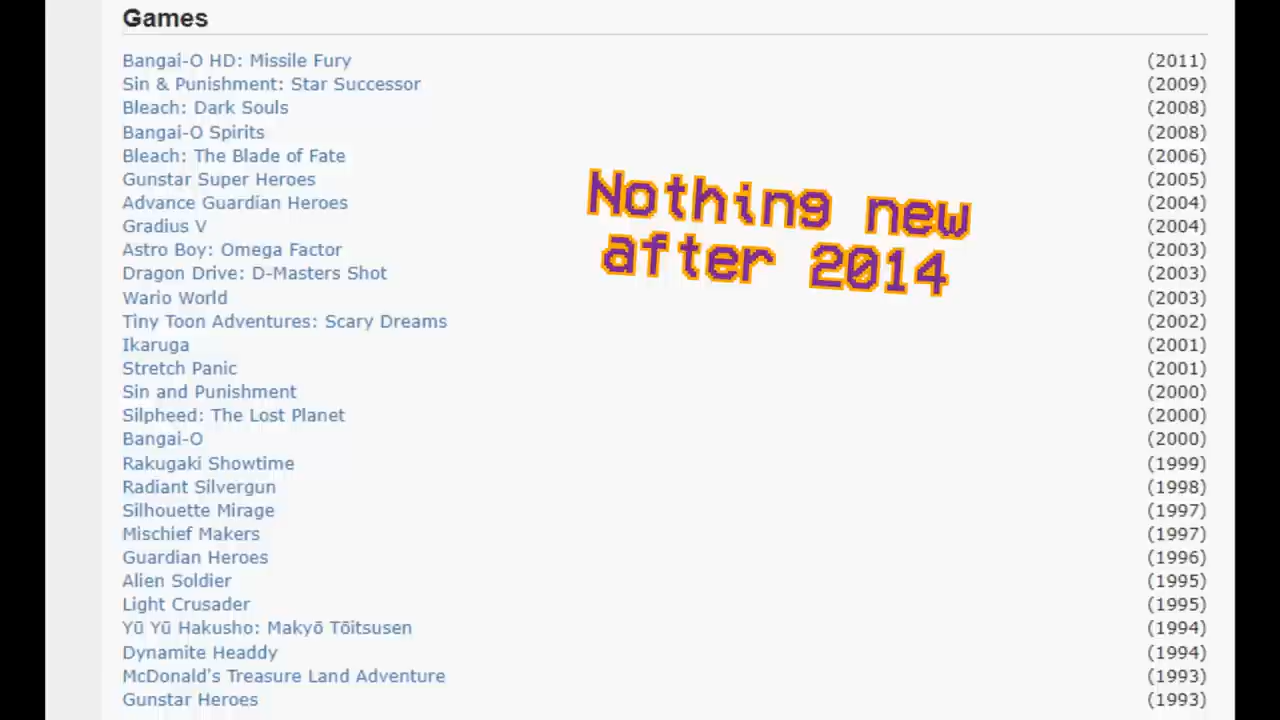 Games
Bangai-O HD: Missile Fury (2011)
Sin & Punishment: Star Successor (2009)
Bleach: Dark Souls (2008)
Bangai-O Spirits (2008)
Bleach: The Blade of Fate (2006)
Gunstar Super Heroes (2005)
Advance Guardian Heroes (2004)
Gradius V (2004)
Astro Boy: Omega Factor (2003)
Dragon Drive: D-Masters Shot (2003)
Wario World (2003)
Tiny Toon Adventures: Scary Dreams (2002)
Ikaruga (2001)
Stretch Panic (2001)
Sin and Punishment (2000)
Silpheed: The Lost Planet (2000)
Bangai-O (2000)
Rakugaki Showtime (1999)
Radiant Silvergun (1998)
Silhouette Mirage (1997)
Mischief Makers (1997)
Guardian Heroes (1996)
Alien Soldier (1995)
Light Crusader (1995)
Yū Yū Hakusho: Makyō Tōitsusen (1994)
Dynamite Headdy (1994)
McDonald's Treasure Land Adventure (1993)
Gunstar Heroes (1993)
Nothing new
after 2014